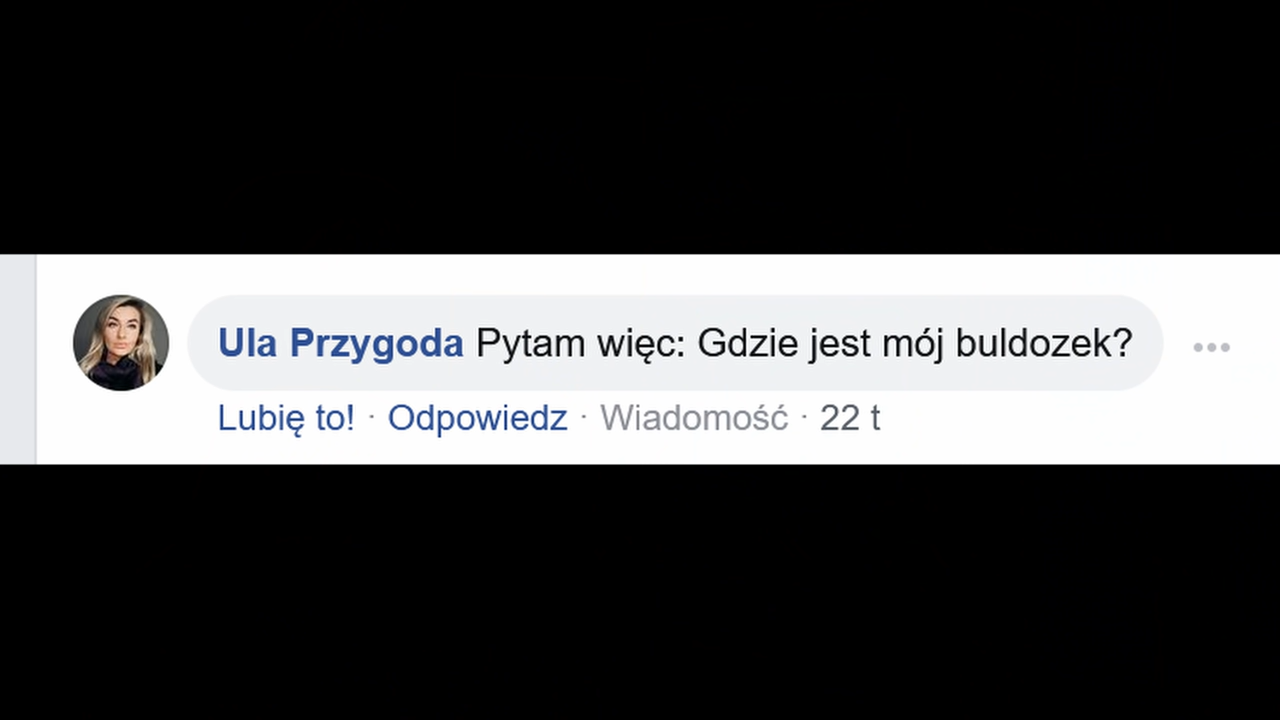 Ula Przygoda Pytam więc: Gdzie jest mój buldozek?
Lubię to! · Odpowiedz · Wiadomość · 22 t